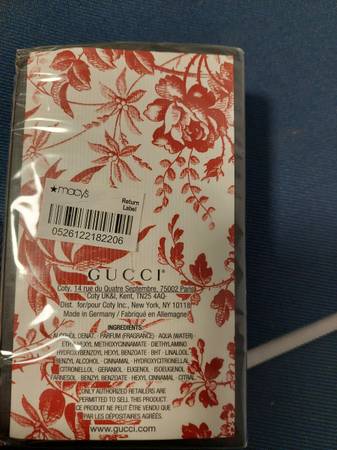 ★macy's
Return
Label
0526122182206
GUCCI
Coty, 14 rue du Quatre Septembre, 75002 Paris
Coty UK&I, Kent, TN25 4AQ
Dist. for/pour Coty Inc., New York, NY 10118
Made in Germany / Fabriqué en Allemagne
INGREDIENTS:
ALCOHOL DENAT. · PARFUM (FRAGRANCE) · AQUA (WATER)
ETHYLHEXYL METHOXYCINNAMATE · DIETHYLAMINO
HYDROXYBENZOYL HEXYL BENZOATE · BHT · LINALOOL
BENZYL ALCOHOL · CINNAMAL · HYDROXYCITRONELLAL
CITRONELLOL · GERANIOL · EUGENOL · ISOEUGENOL
FARNESOL · BENZYL BENZOATE · HEXYL CINNAMAL · CITRAL
ONLY AUTHORIZED RETAILERS ARE
PERMITTED TO SELL THIS PRODUCT
CE PRODUIT NE PEUT ÊTRE VENDU QUE
PAR LES DÉPOSITAIRES AGRÉÉS.
www.gucci.com